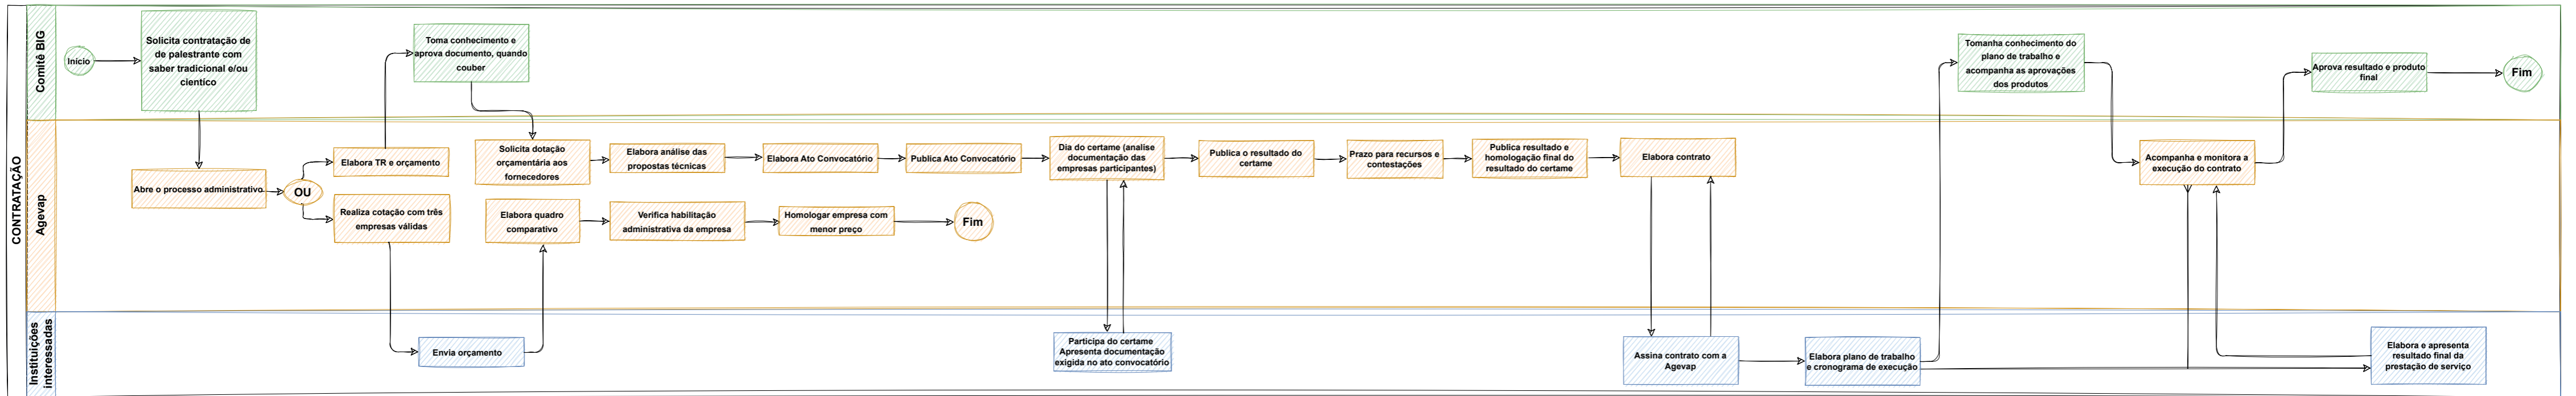 CONTRATAÇÃO
Comitê BIG
Início
Solicita contratação de
de palestrante com
saber tradicional e/ou
cientíco
Toma conhecimento e
aprova documento, quando
couber
Tomanha conhecimento do
plano de trabalho e
acompanha as aprovações
dos produtos
Aprova resultado e produto
final
Fim
Agevap
Abre o processo administrativo
OU
Elabora TR e orçamento
Realiza cotação com três
empresas válidas
Solicita dotação
orçamentária aos
fornecedores
Elabora análise das
propostas técnicas
Elabora Ato Convocatório
Publica Ato Convocatório
Dia do certame (analise
documentação das
empresas participantes)
Publica o resultado do
certame
Prazo para recursos e
contestações
Publica resultado e
homologação final do
resultado do certame
Elabora contrato
Acompanha e monitora a
execução do contrato
Elabora quadro
comparativo
Verifica habilitação
administrativa da empresa
Homologar empresa com
menor preço
Fim
Instituições
interessadas
Envia orçamento
Participa do certame
Apresenta documentação
exigida no ato convocatório
Assina contrato com a
Agevap
Elabora plano de trabalho
e cronograma de execução
Elabora e apresenta
resultado final da
prestação de serviço